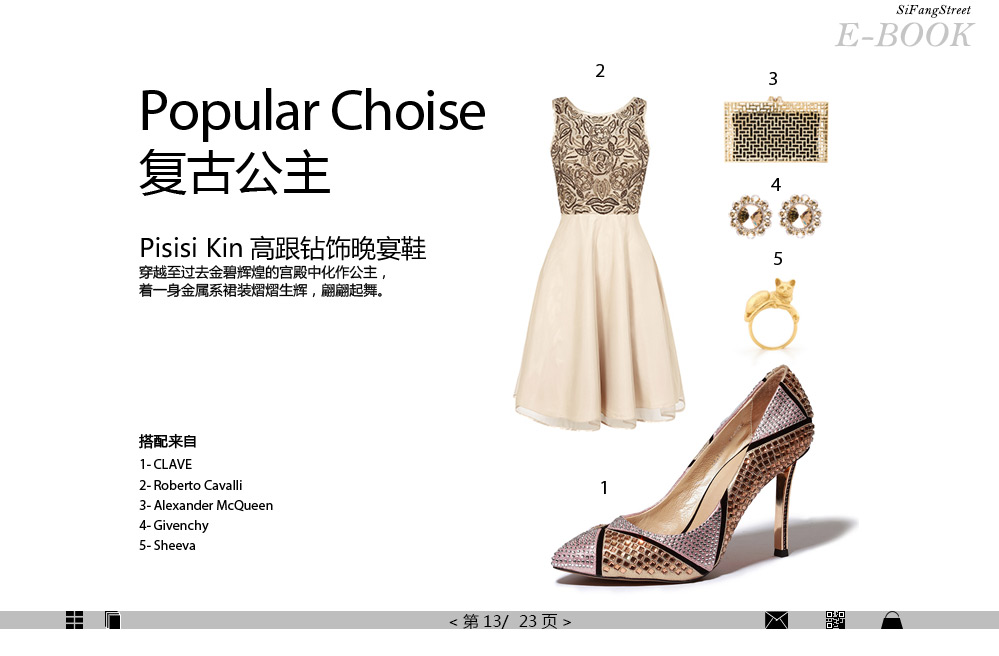 SiFangStreet
E-BOOK
Popular Choise
复古公主
Pisisi Kin 高跟钻饰晚宴鞋
穿越至过去金碧辉煌的宫殿中化作公主，
着一身金属系裙装熠熠生辉，翩翩起舞。
2
3
4
5
1
搭配来自
1- CLAVE
2- Roberto Cavalli
3- Alexander McQueen
4- Givenchy
5- Sheeva
< 第 13/ 23 页 >